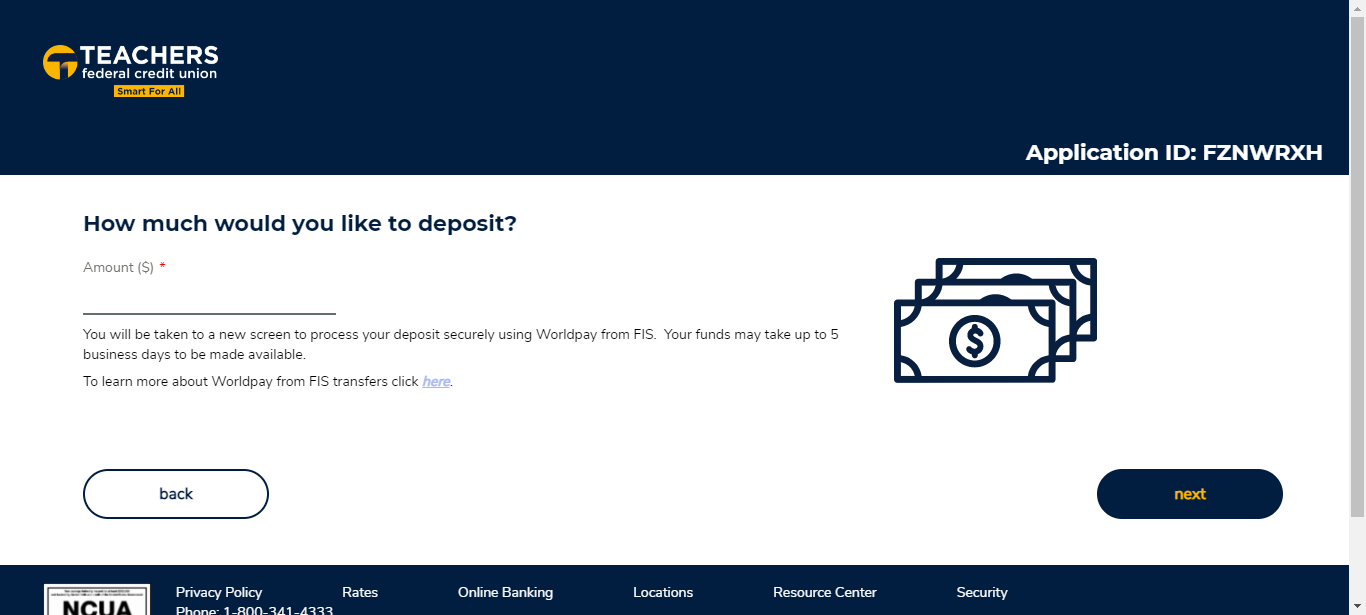 TEACHERS
federal credit union
Smart For All
Application ID: FZNWRXH
How much would you like to deposit?
Amount ($) *
You will be taken to a new screen to process your deposit securely using Worldpay from FIS. Your funds may take up to 5
business days to be made available.
To learn more about Worldpay from FIS transfers click here.
$
back
next
Privacy Policy Rates Online Banking Locations Resource Center Security
NCUA
Phone: 1-800-341-4333